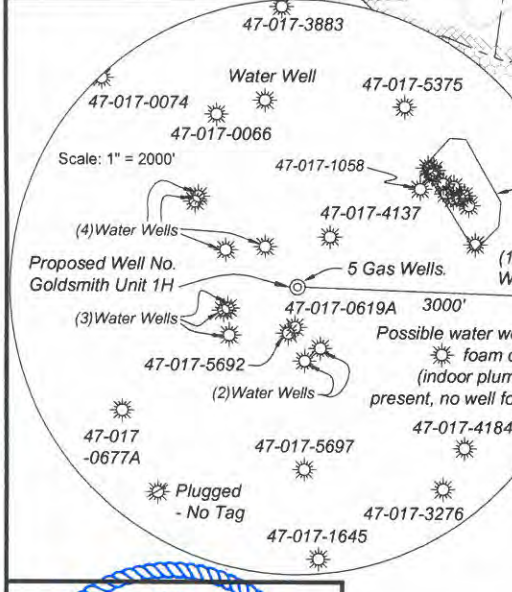 47-017-3883
Water Well
47-017-5375
47-017-0074
47-017-0066
Scale: 1" = 2000'
47-017-1058
47-017-4137
(4)Water Wells
Proposed Well No.
Goldsmith Unit 1H
5 Gas Wells.
(1
W
47-017-0619A
3000'
(3)Water Wells
Possible water we
foam c
(indoor plum
present, no well fo
47-017-5692
(2)Water Wells
47-017
-0677A
47-017-4184
47-017-5697
Plugged
- No Tag
47-017-3276
47-017-1645